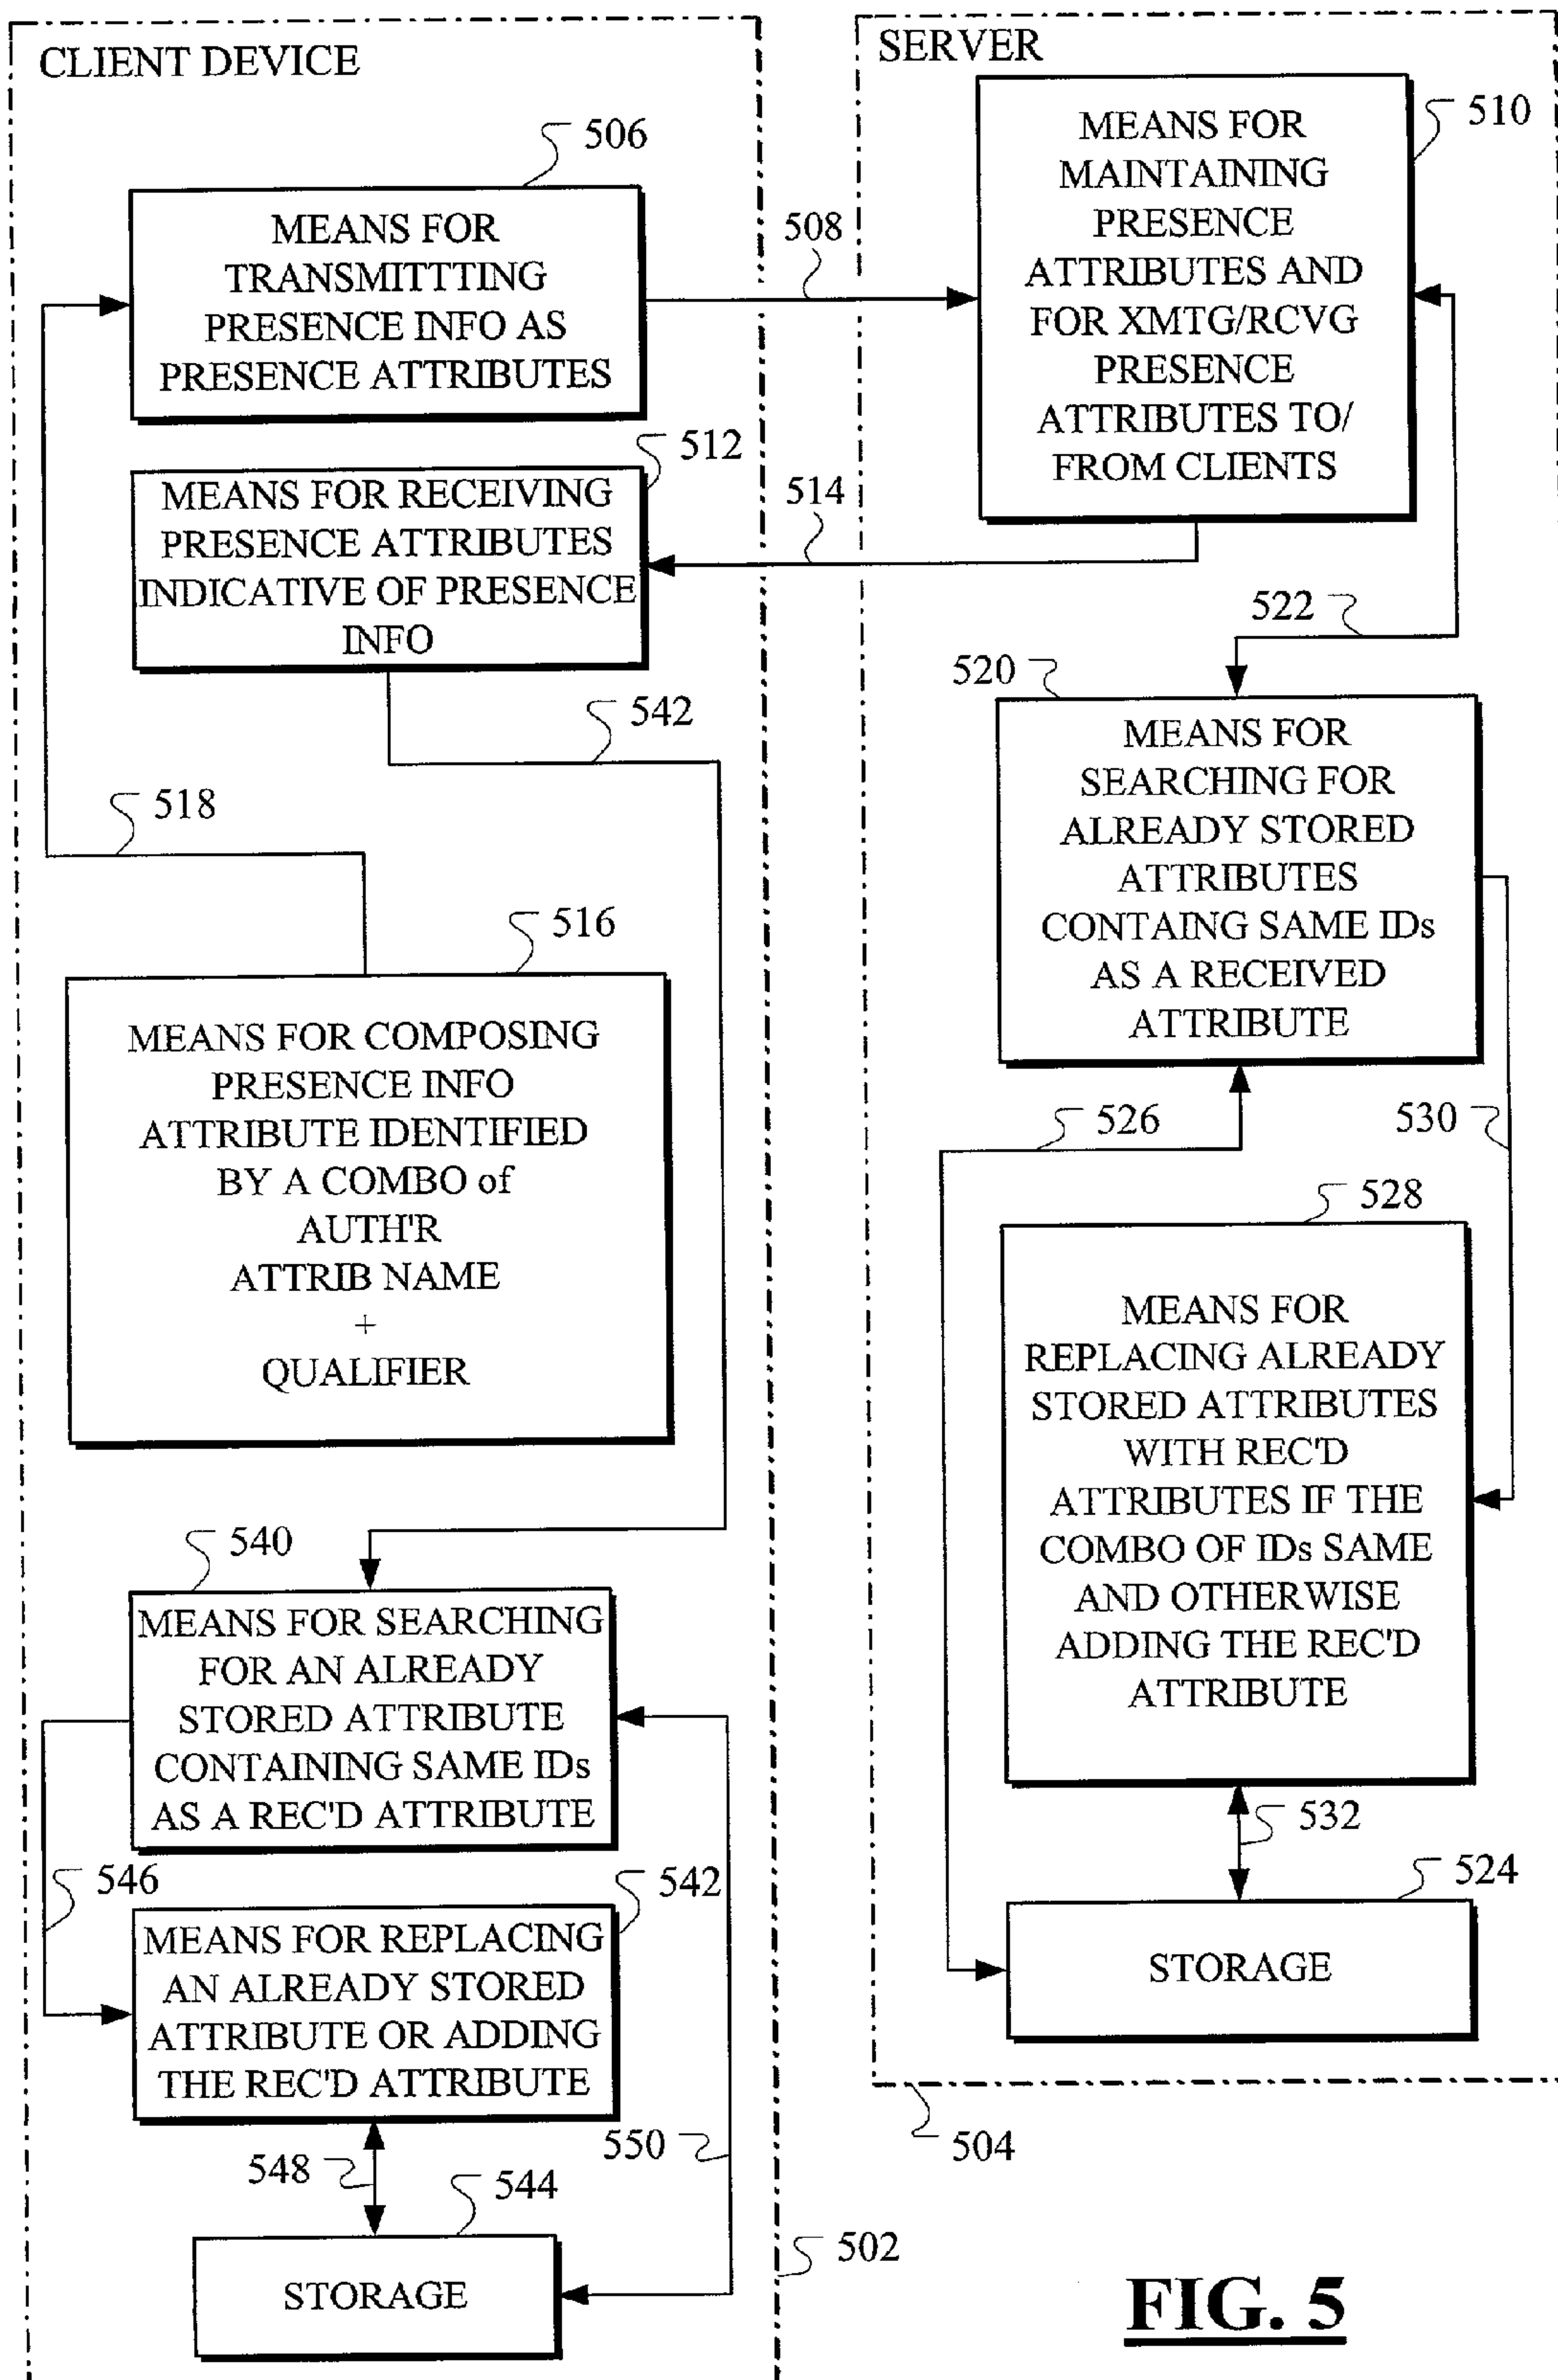 CLIENT DEVICE
506
MEANS FOR
TRANSMITTTING
PRESENCE INFO AS
PRESENCE ATTRIBUTES
508
512
MEANS FOR RECEIVING
PRESENCE ATTRIBUTES
INDICATIVE OF PRESENCE
INFO
514
542
518
516
MEANS FOR COMPOSING
PRESENCE INFO
ATTRIBUTE IDENTIFIED
BY A COMBO of
AUTH'R
ATTRIB NAME
+
QUALIFIER
540
MEANS FOR SEARCHING
FOR AN ALREADY
STORED ATTRIBUTE
CONTAINING SAME IDs
AS A REC'D ATTRIBUTE
546
542
MEANS FOR REPLACING
AN ALREADY STORED
ATTRIBUTE OR ADDING
THE REC'D ATTRIBUTE
548
550
544
STORAGE
502
SERVER
510
MEANS FOR
MAINTAINING
PRESENCE
ATTRIBUTES AND
FOR XMTG/RCVG
PRESENCE
ATTRIBUTES TO/
FROM CLIENTS
522
520
MEANS FOR
SEARCHING FOR
ALREADY STORED
ATTRIBUTES
CONTAING SAME IDs
AS A RECEIVED
ATTRIBUTE
526
530
528
MEANS FOR
REPLACING ALREADY
STORED ATTRIBUTES
WITH REC'D
ATTRIBUTES IF THE
COMBO OF IDs SAME
AND OTHERWISE
ADDING THE REC'D
ATTRIBUTE
532
524
STORAGE
504
FIG. 5